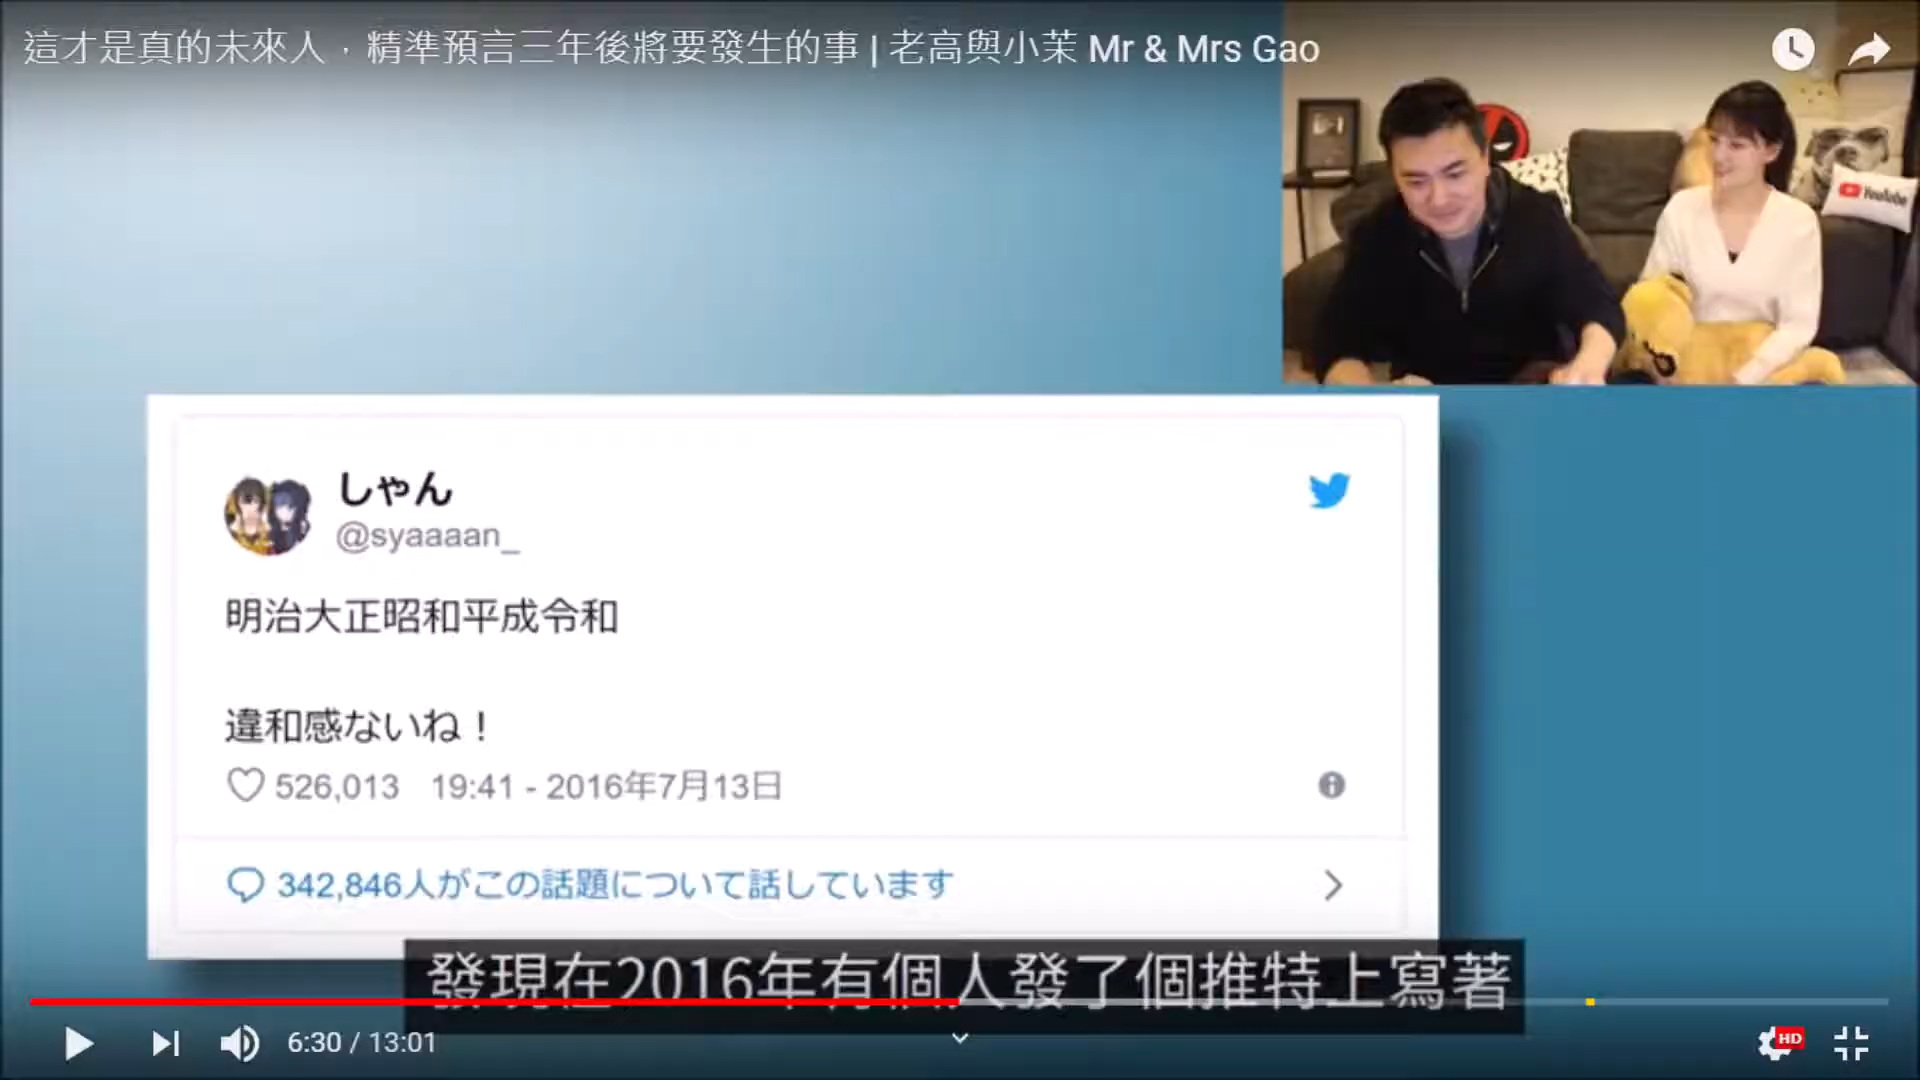 這才是真的未來人，精準預言三年後將要發生的事 | 老高與小茉 Mr & Mrs Gao
YouTube
しゃん
@syaaaan_
明治大正昭和平成令和
違和感ないね！
526,013 19:41 - 2016年7月13日
342,846人がこの話題について話しています
發現在2016年有個人發了個推特上寫著
6:30 / 13:01
HD